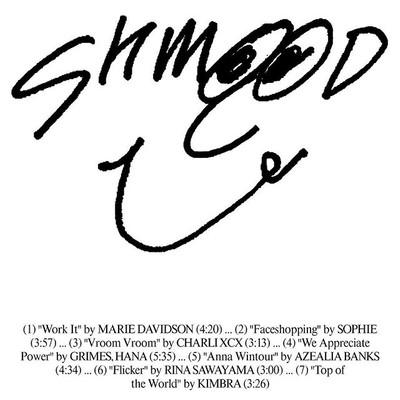 SHMOOD
(1) "Work It" by MARIE DAVIDSON (4:20) ... (2) "Faceshopping" by SOPHIE
(3:57) ... (3) "Vroom Vroom" by CHARLI XCX (3:13) ... (4) "We Appreciate
Power" by GRIMES, HANA (5:35) ... (5) "Anna Wintour" by AZEALIA BANKS
(4:34) ... (6) "Flicker" by RINA SAWAYAMA (3:00) ... (7) "Top of
the World" by KIMBRA (3:26)